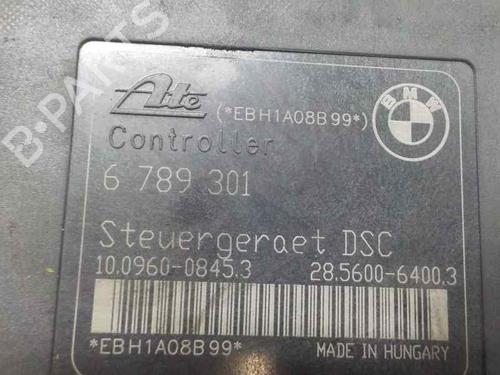 Ate (*EBH1A08B99*)
BMW
Controller
6 789 301
Steuergeraet DSC
10.0960-0845.3 28.5600-6400.3
*EBH1A08B99* MADE IN HUNGARY
B-PARTS